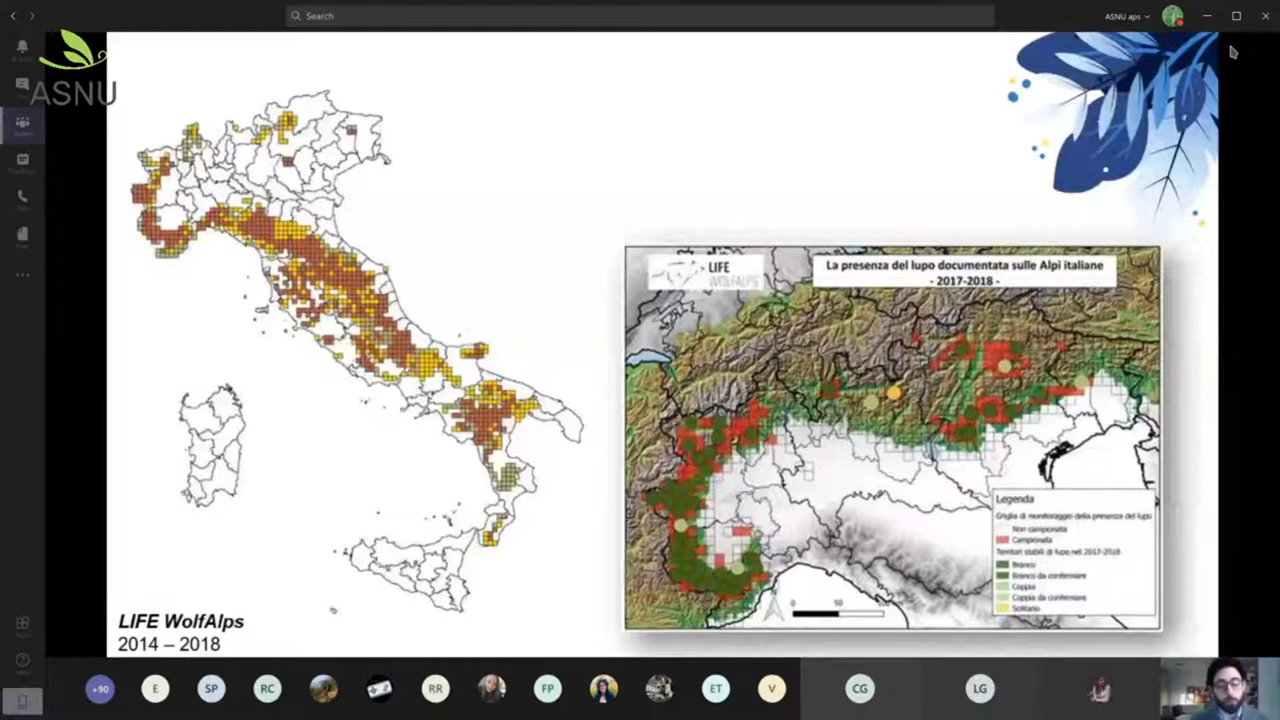 Search
ASNU aps
ASNU
LIFE
WOLFALPS
La presenza del lupo documentata sulle Alpi italiane
- 2017-2018 -
Legenda
Griglia di monitoraggio della presenza del lupo
Non campionata
Campionata
Territori stabili di lupo nel 2017-2018
Branco
Branco da confermare
Coppia
Coppia da confermare
Solitario
0 50
LIFE WolfAlps
2014 – 2018
+90 E SP RC RR FP ET V CG LG